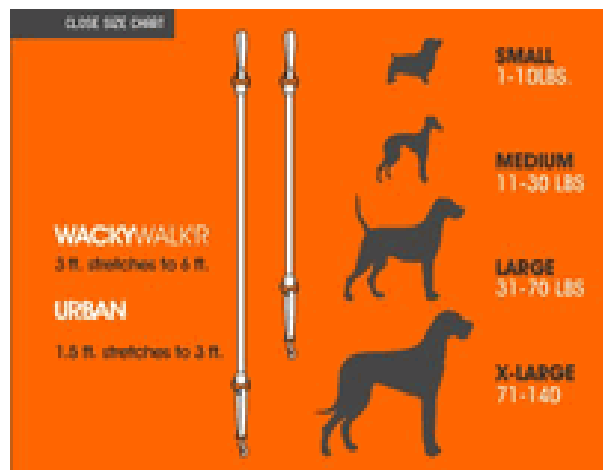 CLOSE SIZE CHART
WACKYWALK'R
3 ft. stretches to 6 ft.
URBAN
1.5 ft. stretches to 3 ft.
SMALL
1-10LBS.
MEDIUM
11-30 LBS
LARGE
31-70 LBS
X-LARGE
71-140